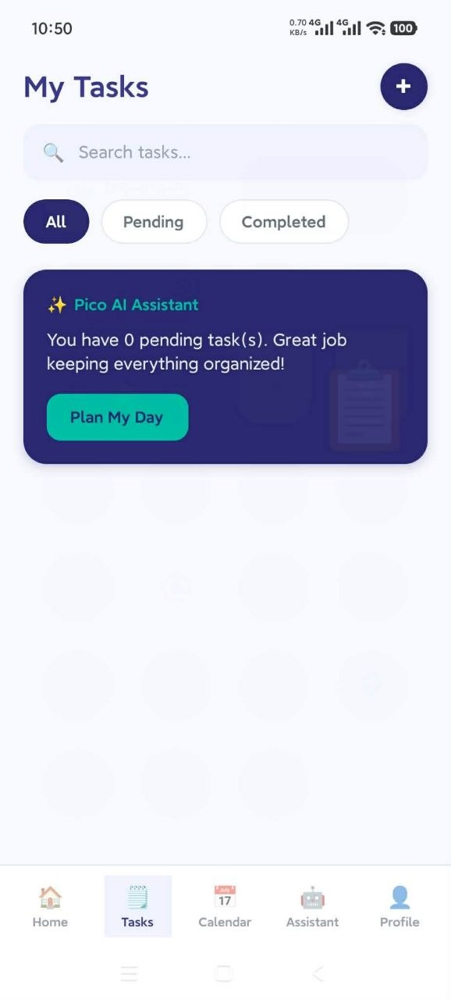 10:50
0.70 KB/s 4G 4G 100
My Tasks
+
Search tasks...
All Pending Completed
Pico AI Assistant
You have 0 pending task(s). Great job
keeping everything organized!
Plan My Day
July
17
Home Tasks Calendar Assistant Profile